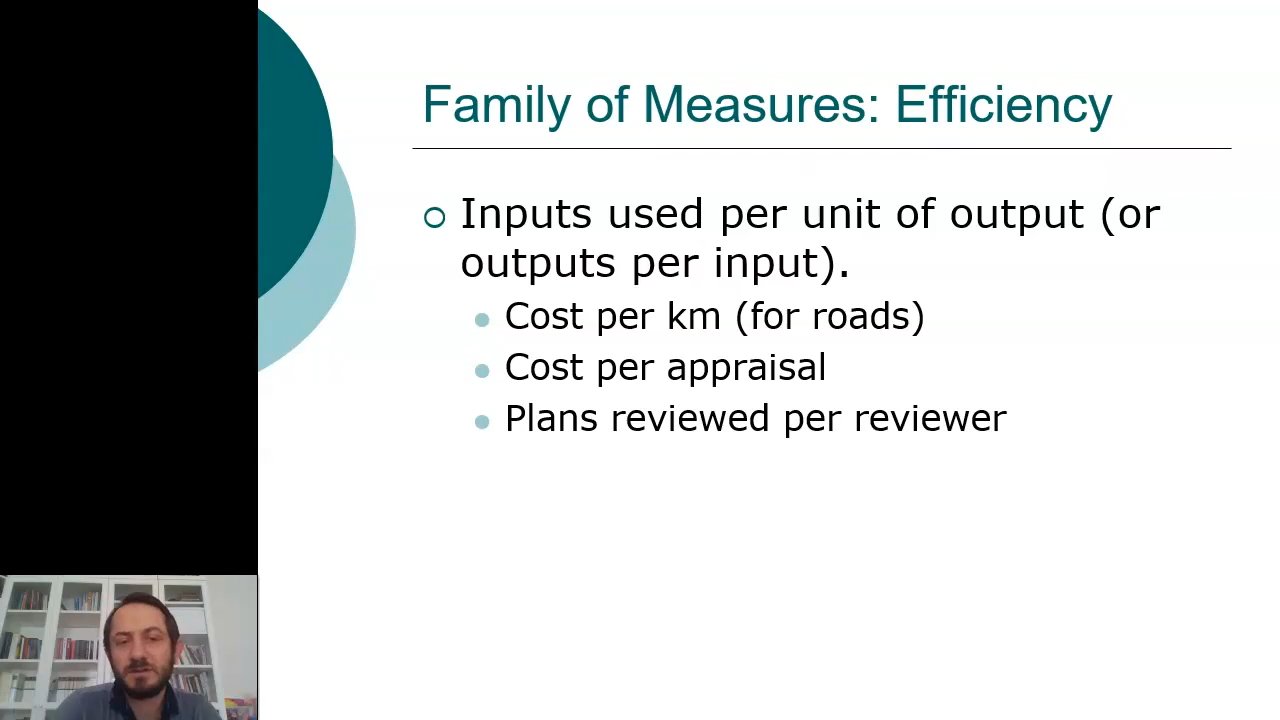 Family of Measures: Efficiency
Inputs used per unit of output (or
outputs per input).
Cost per km (for roads)
Cost per appraisal
Plans reviewed per reviewer